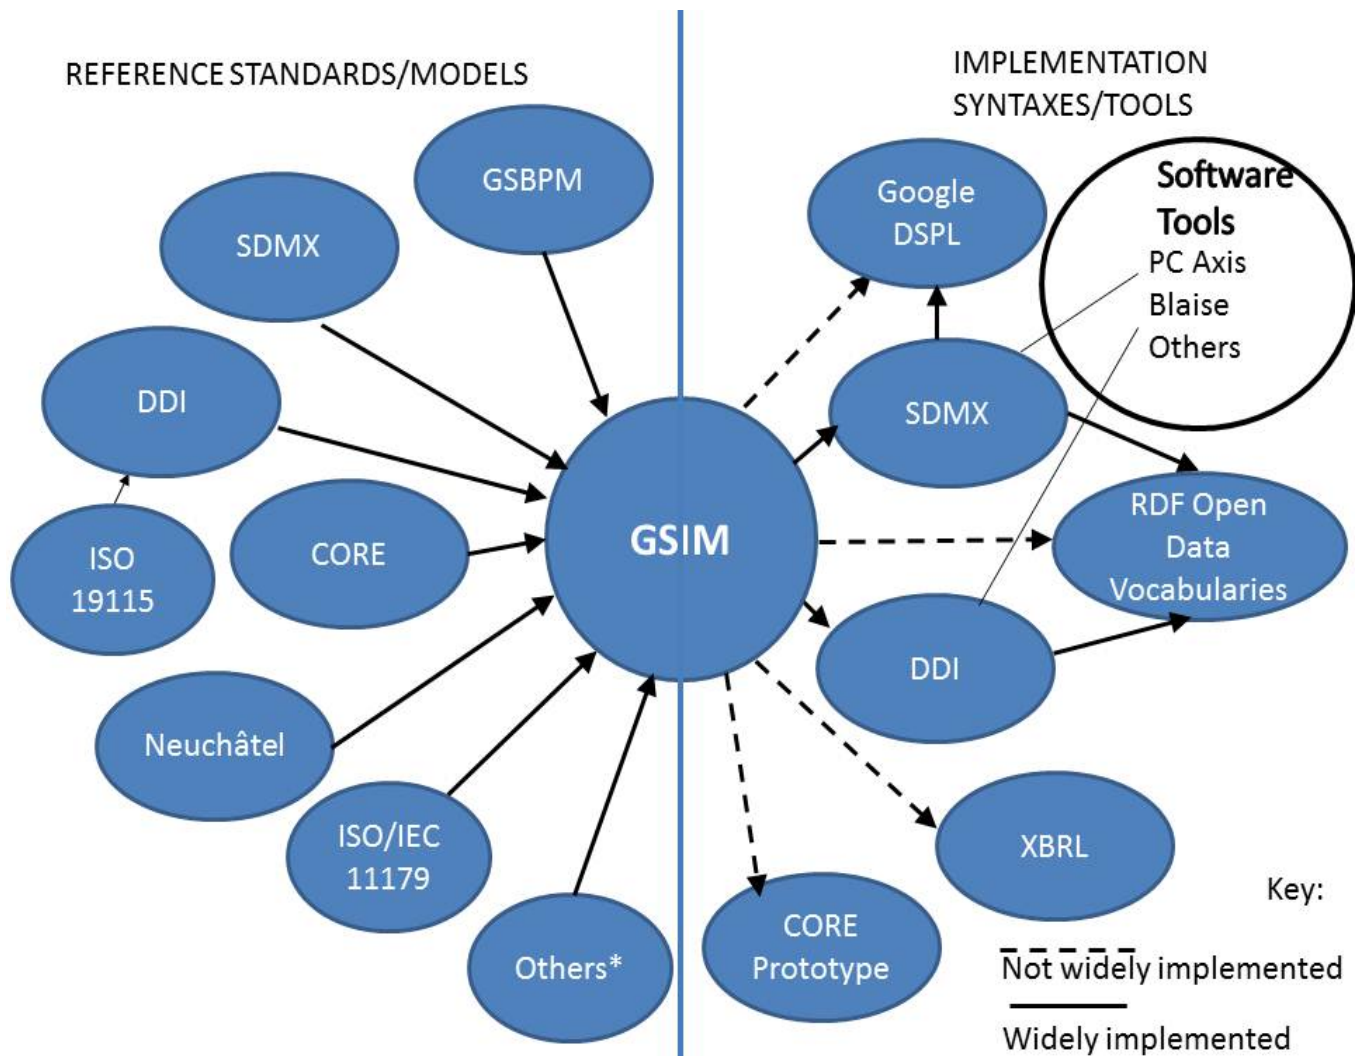 REFERENCE STANDARDS/MODELS
IMPLEMENTATION
SYNTAXES/TOOLS
GSBPM
SDMX
DDI
ISO
19115
CORE
Neuchâtel
ISO/IEC
11179
Others*
GSIM
Google
DSPL
Software
Tools
PC Axis
Blaise
Others
SDMX
RDF Open
Data
Vocabularies
DDI
XBRL
CORE
Prototype
Key:
Not widely implemented
Widely implemented